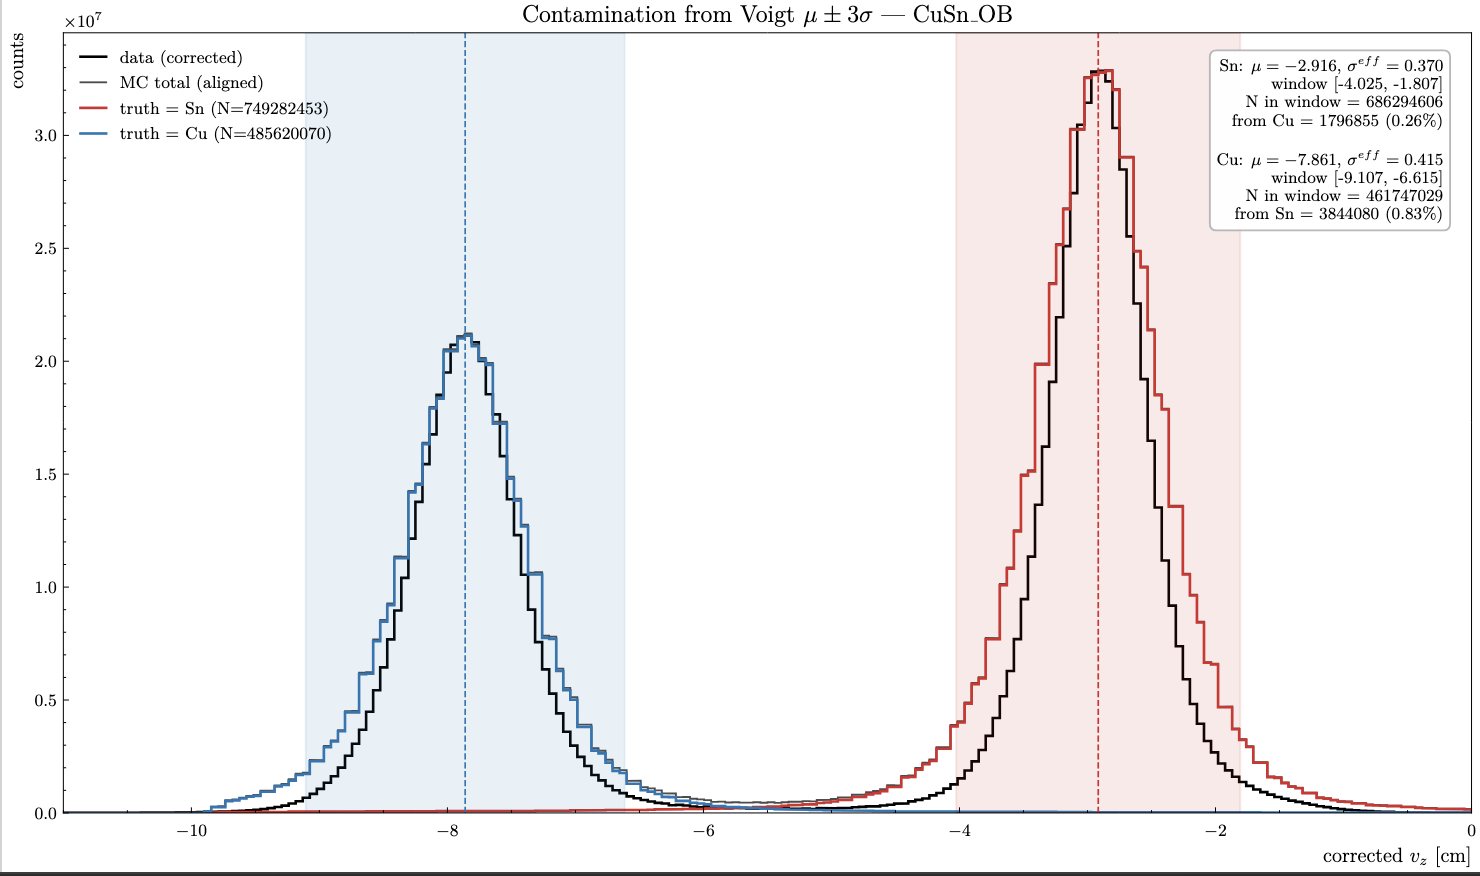 Contamination from Voigt μ ± 3σ — CuSn_OB
×10⁷
counts
data (corrected)
MC total (aligned)
truth = Sn (N=749282453)
truth = Cu (N=485620070)
Sn: μ = −2.916, σ^eff = 0.370
window [-4.025, -1.807]
N in window = 686294606
from Cu = 1796855 (0.26%)
Cu: μ = −7.861, σ^eff = 0.415
window [-9.107, -6.615]
N in window = 461747029
from Sn = 3844080 (0.83%)
3.0
2.5
2.0
1.5
1.0
0.5
0.0
−10
−8
−6
−4
−2
0
corrected v_z [cm]